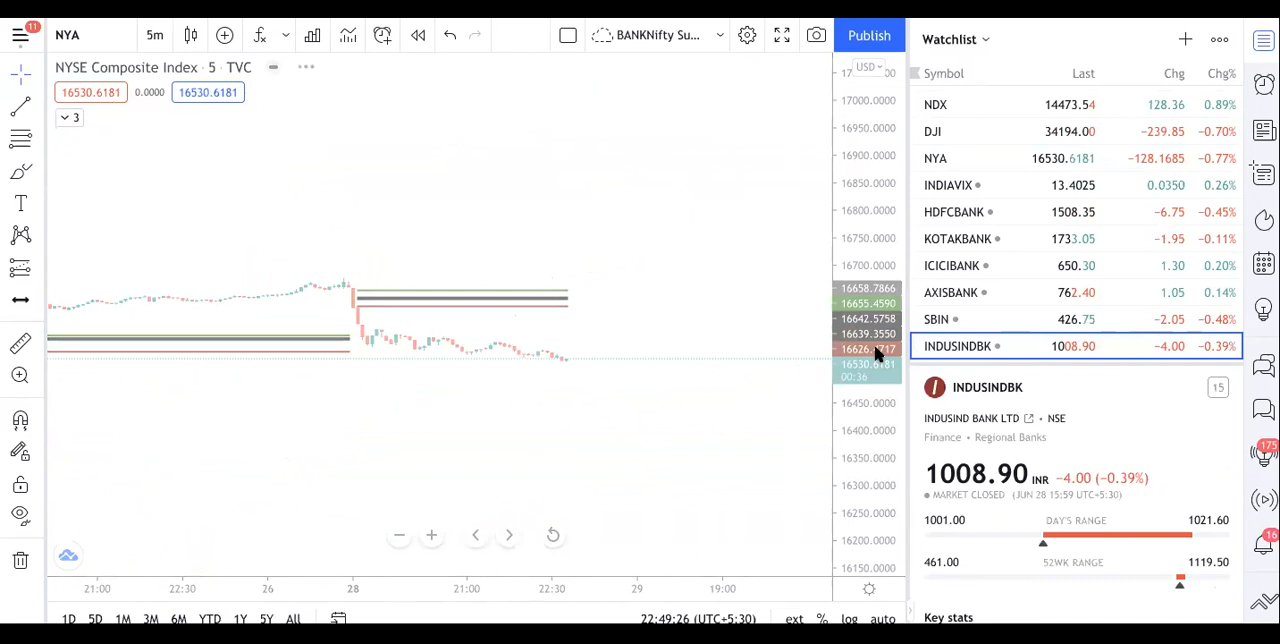 11
NYA 5m BANKNifty Su... Publish
NYSE Composite Index · 5 · TVC
16530.6181 0.0000 16530.6181
3
USD
17000.0000
16950.0000
16900.0000
16850.0000
16800.0000
16750.0000
16700.0000
16658.7866
16655.4590
16642.5758
16639.3550
16530.6181
00:36
16450.0000
16400.0000
16350.0000
16300.0000
16250.0000
16200.0000
16150.0000
21:00 22:30 26 28 21:00 22:30 29 19:00
1D 5D 1M 3M 6M YTD 1Y 5Y All 22:49:26 (UTC+5:30) ext % log auto
Watchlist
Symbol Last Chg Chg%
NDX 14473.54 128.36 0.89%
DJI 34194.00 −239.85 −0.70%
NYA 16530.6181 −128.1685 −0.77%
INDIAVIX 13.4025 0.0350 0.26%
HDFCBANK 1508.35 −6.75 −0.45%
KOTAKBANK 1733.05 −1.95 −0.11%
ICICIBANK 650.30 1.30 0.20%
AXISBANK 762.40 1.05 0.14%
SBIN 426.75 −2.05 −0.48%
INDUSINDBK 1008.90 −4.00 −0.39%
INDUSINDBK 15
INDUSIND BANK LTD • NSE
Finance • Regional Banks
1008.90 INR −4.00 (−0.39%)
MARKET CLOSED (JUN 28 15:59 UTC+5:30)
1001.00 DAY'S RANGE 1021.60
461.00 52WK RANGE 1119.50
Key stats
175
16